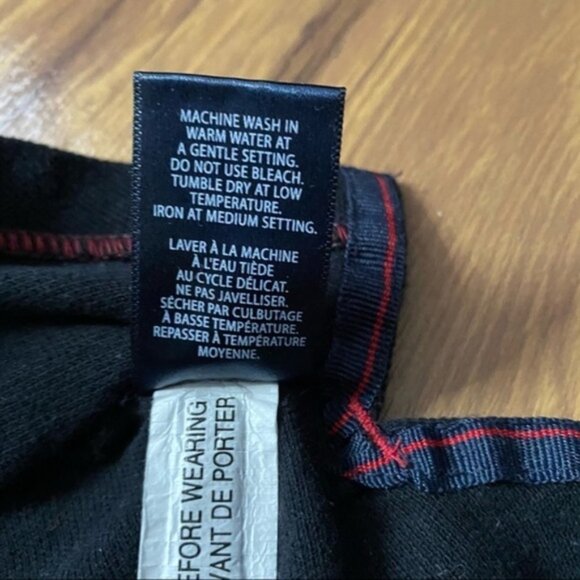 MACHINE WASH IN
WARM WATER AT
A GENTLE SETTING.
DO NOT USE BLEACH.
TUMBLE DRY AT LOW
TEMPERATURE.
IRON AT MEDIUM SETTING.
LAVER À LA MACHINE
À L'EAU TIÈDE
AU CYCLE DÉLICAT.
NE PAS JAVELLISER.
SÉCHER PAR CULBUTAGE
À BASSE TEMPÉRATURE.
REPASSER À TEMPÉRATURE
MOYENNE.
EFORE WEARING
VANT DE PORTER